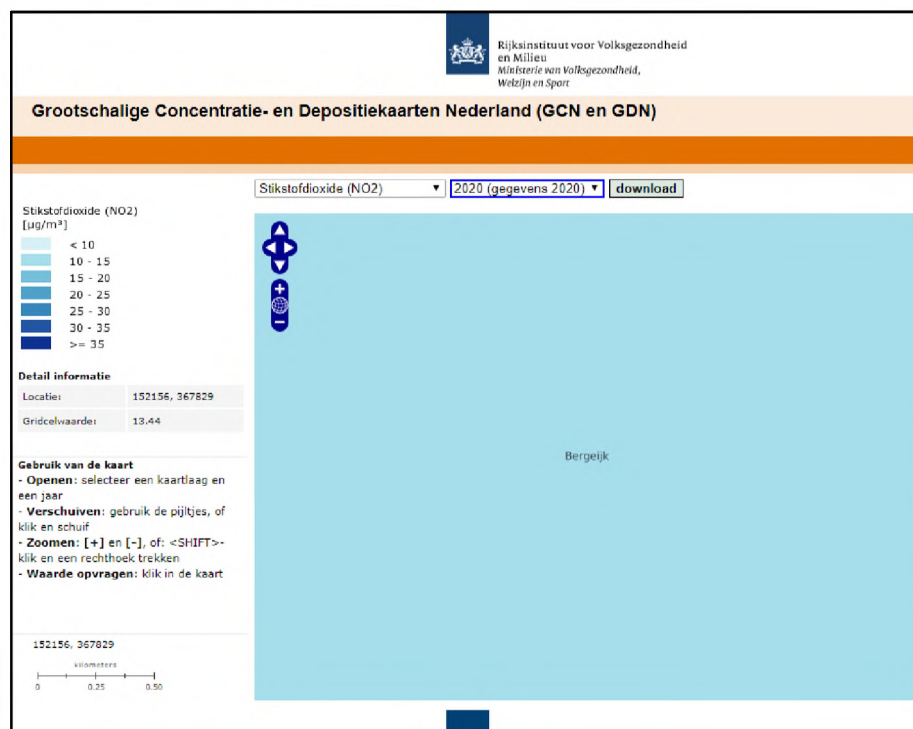 Rijksinstituut voor Volksgezondheid
en Milieu
Ministerie van Volksgezondheid,
Welzijn en Sport
Grootschalige Concentratie- en Depositiekaarten Nederland (GCN en GDN)
Stikstofdioxide (NO2)
2020 (gegevens 2020)
download
Stikstofdioxide (NO2)
[µg/m³]
< 10
10 - 15
15 - 20
20 - 25
25 - 30
30 - 35
>= 35
Detail informatie
Locatie: 152156, 367829
Gridcelwaarde: 13.44
Gebruik van de kaart
- Openen: selecteer een kaartlaag en
een jaar
- Verschuiven: gebruik de pijltjes, of
klik en schuif
- Zoomen: [+] en [-], of: <SHIFT>-
klik en een rechthoek trekken
- Waarde opvragen: klik in de kaart
152156, 367829
kilometers
0 0.25 0.50
+
−
Bergeijk